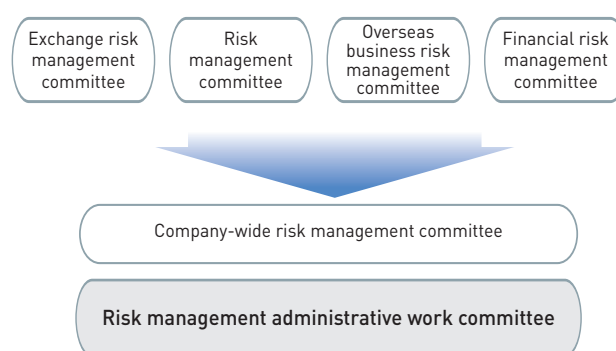 Exchange risk
management
committee
Risk
management
committee
Overseas
business risk
management
committee
Financial risk
management
committee
Company-wide risk management committee
Risk management administrative work committee